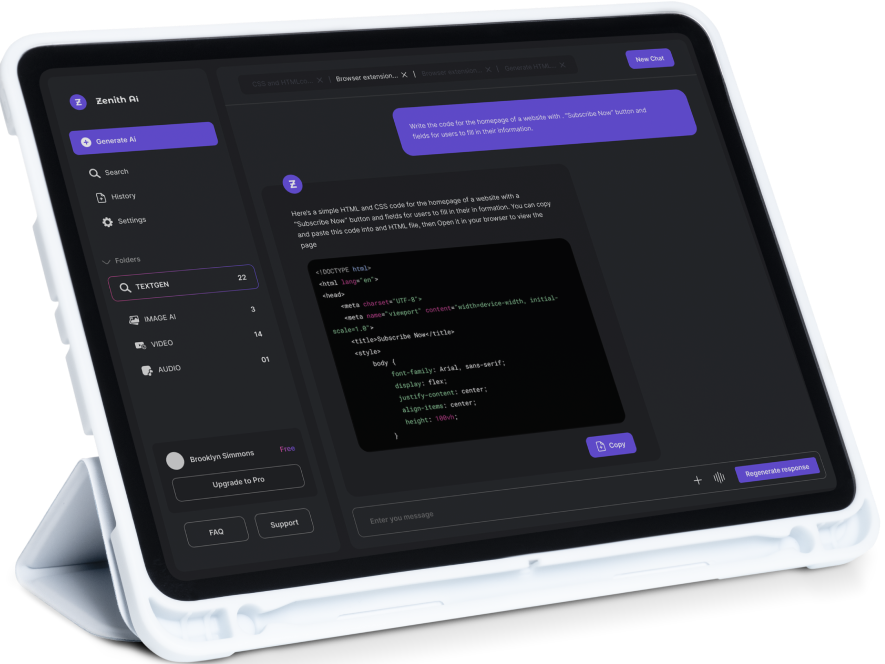 CSS and HTML
Browser extension...
Browser extension...
Generate HTML...
New Chat
Z
Zenith Ai
Generate Ai
Search
History
Settings
Folders
TEXTGEN 22
IMAGE AI 3
VIDEO 14
AUDIO 01
Brooklyn Simmons Free
Upgrade to Pro
FAQ
Support
Write the code for the homepage of a website with . "Subscribe Now" button and
fields for users to fill in their information.
Z
Here's a simple HTML and CSS code for the homepage of a website with a
"Subscribe Now" button and fields for users to fill in their in formation. You can copy
and paste this code into and HTML file, then Open it in your browser to view the
page
<!DOCTYPE html>
<html lang="en">
<head>
<meta charset="UTF-8">
<meta name="viewport" content="width=device-width, initial-
scale=1.0">
<title>Subscribe Now</title>
<style>
body {
font-family: Arial, sans-serif;
display: flex;
justify-content: center;
align-items: center;
height: 100vh;
}
Copy
Enter you message
Regenerate response